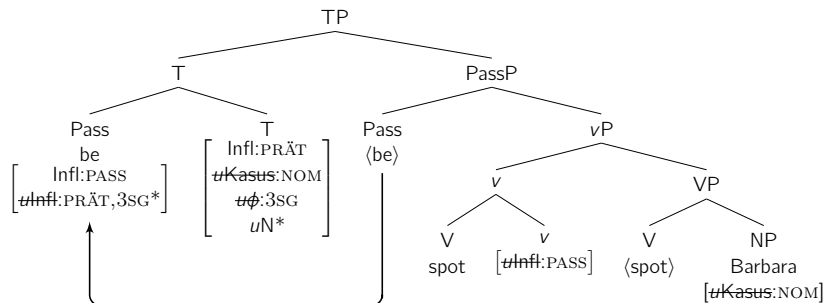 TP
T PassP
Pass T Pass vP
be Infl:PRÄT ⟨be⟩
Infl:PASS uKasus:NOM v VP
uInfl:PRÄT,3SG* uϕ:3SG
uN* V v V NP
spot [uInfl:PASS] ⟨spot⟩ Barbara
[uKasus:NOM]